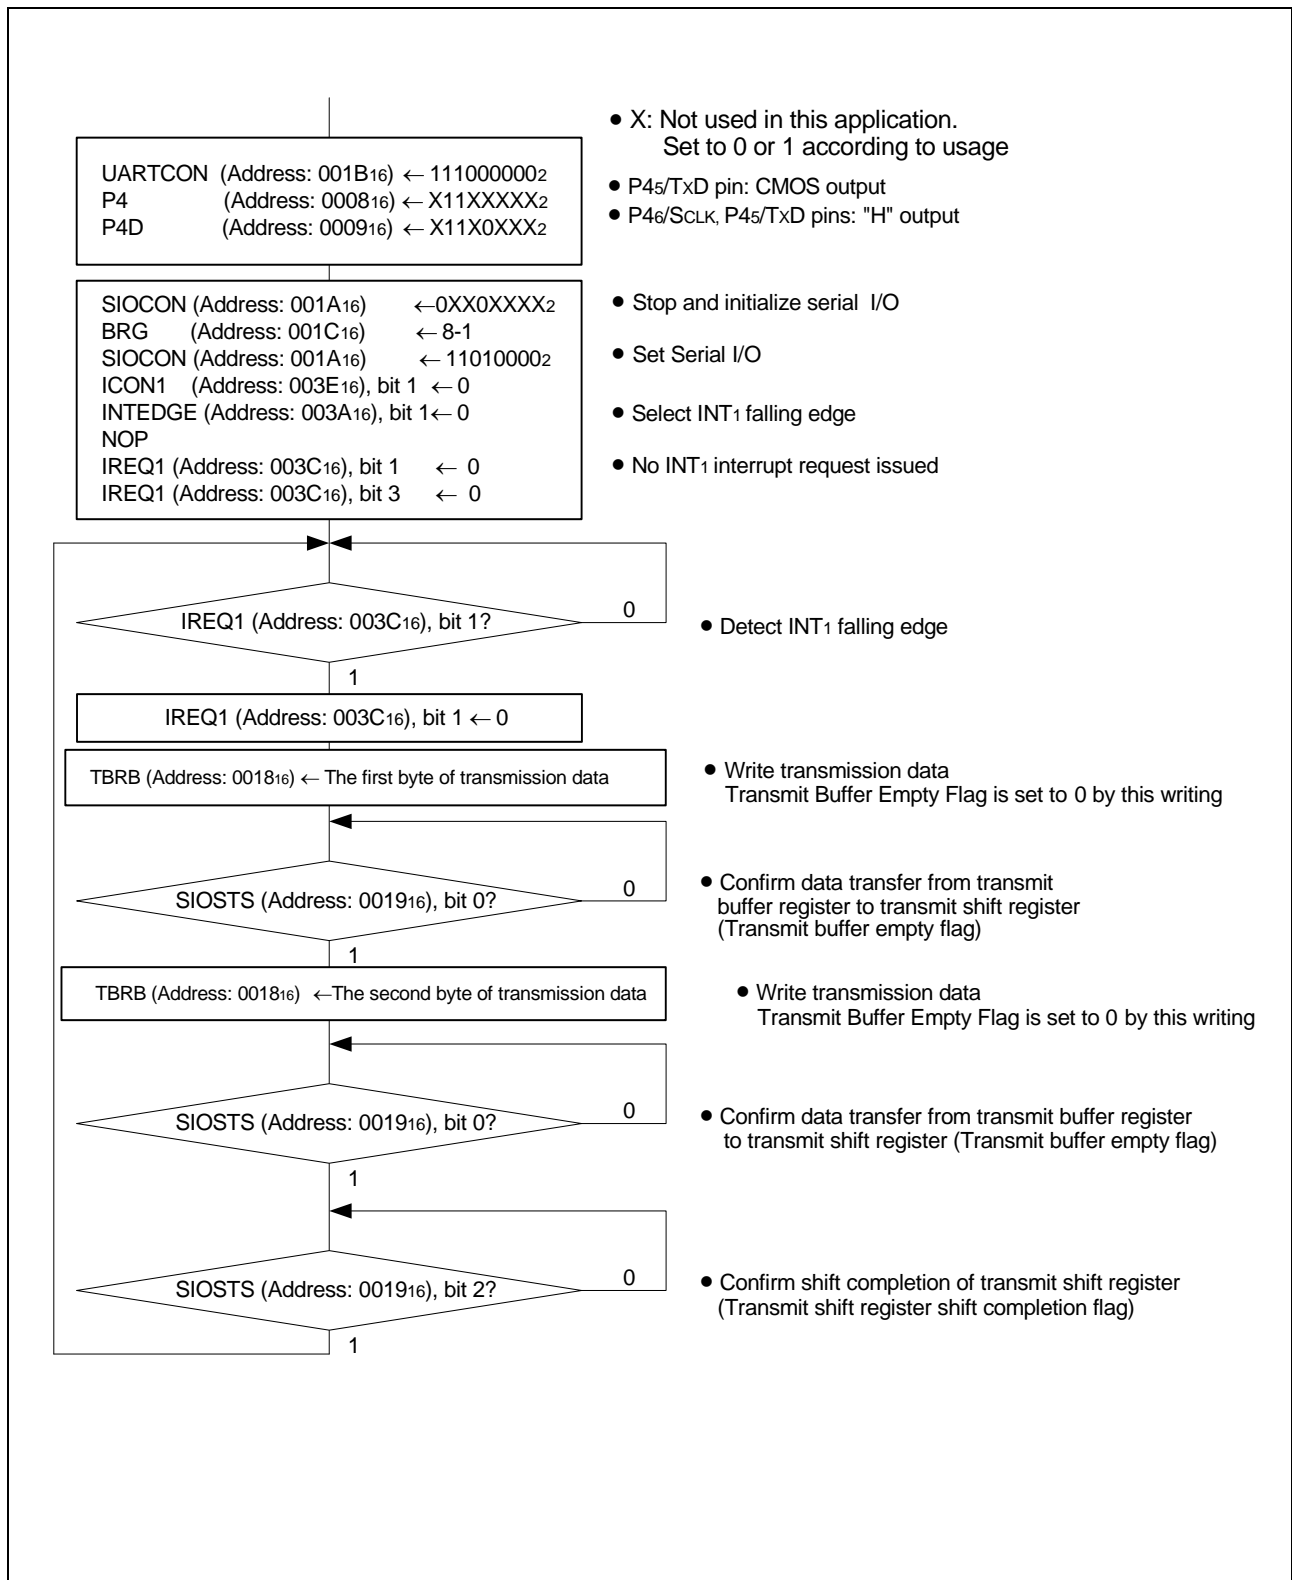 ● X: Not used in this application.
Set to 0 or 1 according to usage
UARTCON (Address: 001B16) ← 1110000002
P4 (Address: 000816) ← X11XXXXX2
P4D (Address: 000916) ← X11X0XXX2
● P45/TxD pin: CMOS output
● P46/SCLK, P45/TxD pins: "H" output
SIOCON (Address: 001A16) ←0XX0XXXX2
BRG (Address: 001C16) ← 8-1
SIOCON (Address: 001A16) ← 110100002
ICON1 (Address: 003E16), bit 1 ← 0
INTEDGE (Address: 003A16), bit 1← 0
NOP
IREQ1 (Address: 003C16), bit 1 ← 0
IREQ1 (Address: 003C16), bit 3 ← 0
● Stop and initialize serial I/O
● Set Serial I/O
● Select INT1 falling edge
● No INT1 interrupt request issued
IREQ1 (Address: 003C16), bit 1?
0
● Detect INT1 falling edge
1
IREQ1 (Address: 003C16), bit 1 ← 0
TBRB (Address: 001816) ← The first byte of transmission data
● Write transmission data
Transmit Buffer Empty Flag is set to 0 by this writing
SIOSTS (Address: 001916), bit 0?
0
● Confirm data transfer from transmit
buffer register to transmit shift register
(Transmit buffer empty flag)
1
TBRB (Address: 001816) ←The second byte of transmission data
● Write transmission data
Transmit Buffer Empty Flag is set to 0 by this writing
SIOSTS (Address: 001916), bit 0?
0
● Confirm data transfer from transmit buffer register
to transmit shift register (Transmit buffer empty flag)
1
SIOSTS (Address: 001916), bit 2?
0
● Confirm shift completion of transmit shift register
(Transmit shift register shift completion flag)
1